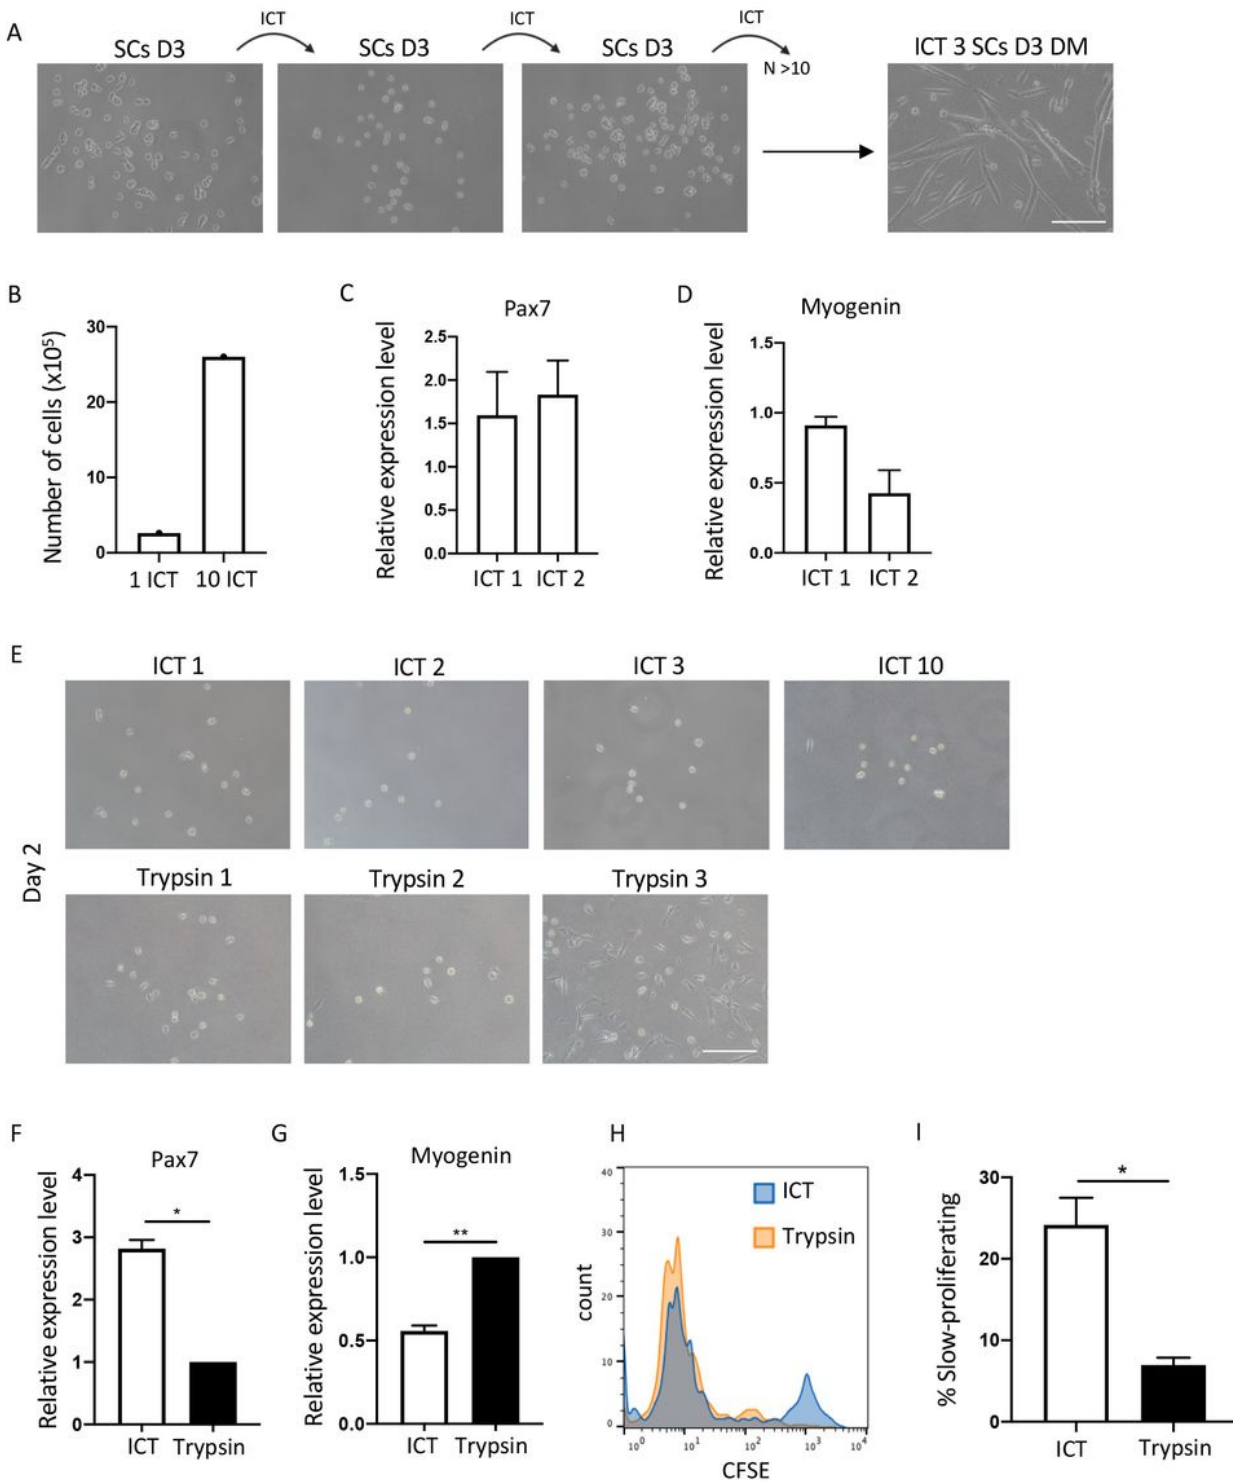 A
ICT
ICT
ICT
SCs D3
SCs D3
SCs D3
N >10
ICT 3 SCs D3 DM
B
Number of cells (x10⁵)
30
20
10
0
1 ICT
10 ICT
C
Pax7
Relative expression level
2.5
2.0
1.5
1.0
0.5
0.0
ICT 1
ICT 2
D
Myogenin
Relative expression level
1.5
1.0
0.5
0.0
ICT 1
ICT 2
E
Day 2
ICT 1
ICT 2
ICT 3
ICT 10
Trypsin 1
Trypsin 2
Trypsin 3
F
Pax7
Relative expression level
4
3
2
1
0
*
ICT
Trypsin
G
Myogenin
Relative expression level
1.5
1.0
0.5
0.0
**
ICT
Trypsin
H
count
40
30
20
10
0
ICT
Trypsin
10⁰
10¹
10²
10³
10⁴
CFSE
I
% Slow-proliferating
30
20
10
0
*
ICT
Trypsin